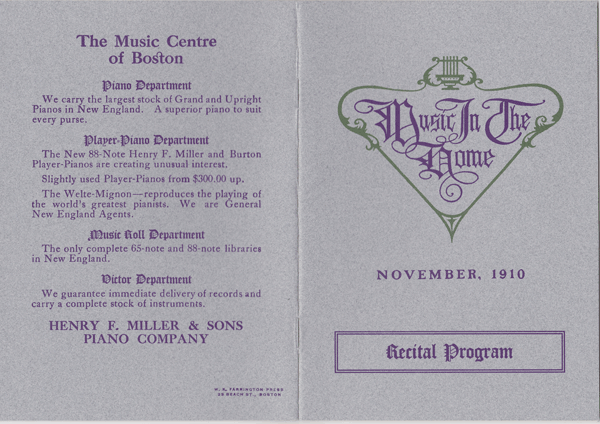 The Music Centre
of Boston
Piano Department
We carry the largest stock of Grand and Upright
Pianos in New England. A superior piano to suit
every purse.
Player-Piano Department
The New 88-Note Henry F. Miller and Burton
Player-Pianos are creating unusual interest.
Slightly used Player-Pianos from $300.00 up.
The Welte-Mignon—reproduces the playing of
the world's greatest pianists. We are General
New England Agents.
Music Roll Department
The only complete 65-note and 88-note libraries
in New England.
Victor Department
We guarantee immediate delivery of records and
carry a complete stock of instruments.
HENRY F. MILLER & SONS
PIANO COMPANY
W. A. FARRINGTON PRESS
BEACH ST., BOSTON
Music In The
Home
NOVEMBER, 1910
Recital Program